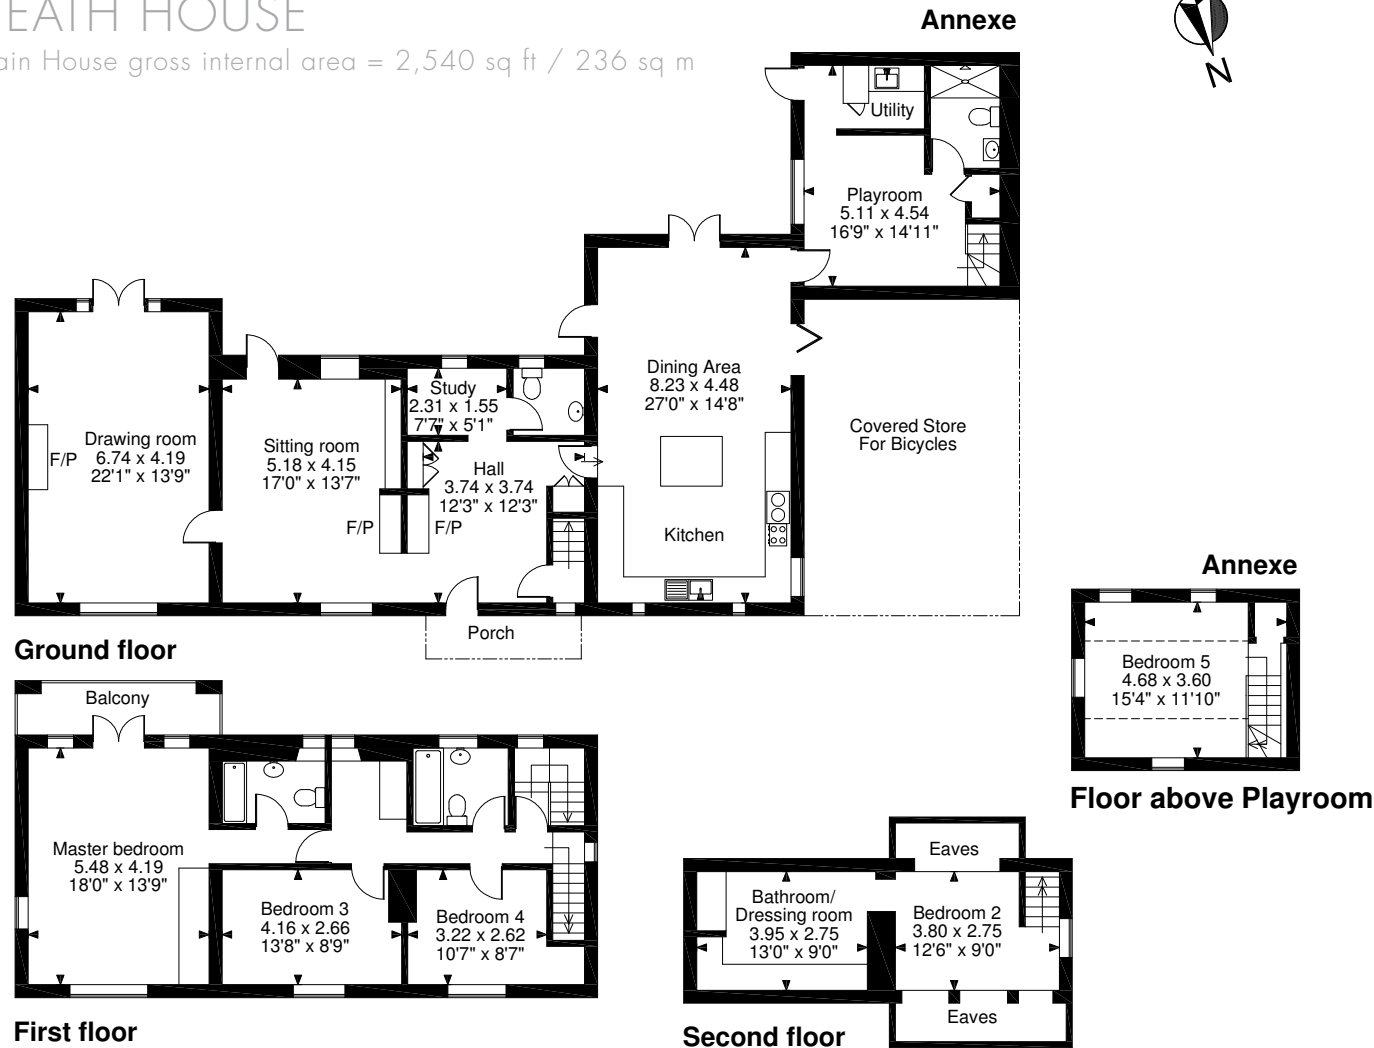 EATH HOUSE
ain House gross internal area = 2,540 sq ft / 236 sq m
Annexe
N
Utility
Playroom
5.11 x 4.54
16'9" x 14'11"
Dining Area
8.23 x 4.48
27'0" x 14'8"
Study
2.31 x 1.55
7'7" x 5'1"
Drawing room
6.74 x 4.19
22'1" x 13'9"
F/P
Sitting room
5.18 x 4.15
17'0" x 13'7"
F/P
Hall
3.74 x 3.74
12'3" x 12'3"
F/P
Kitchen
Covered Store
For Bicycles
Porch
Ground floor
Annexe
Bedroom 5
4.68 x 3.60
15'4" x 11'10"
Floor above Playroom
Balcony
Master bedroom
5.48 x 4.19
18'0" x 13'9"
Bedroom 3
4.16 x 2.66
13'8" x 8'9"
Bedroom 4
3.22 x 2.62
10'7" x 8'7"
First floor
Eaves
Bathroom/
Dressing room
3.95 x 2.75
13'0" x 9'0"
Bedroom 2
3.80 x 2.75
12'6" x 9'0"
Eaves
Second floor